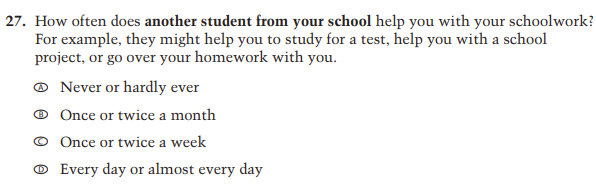 27. How often does another student from your school help you with your schoolwork?
For example, they might help you to study for a test, help you with a school
project, or go over your homework with you.
A Never or hardly ever
B Once or twice a month
C Once or twice a week
D Every day or almost every day